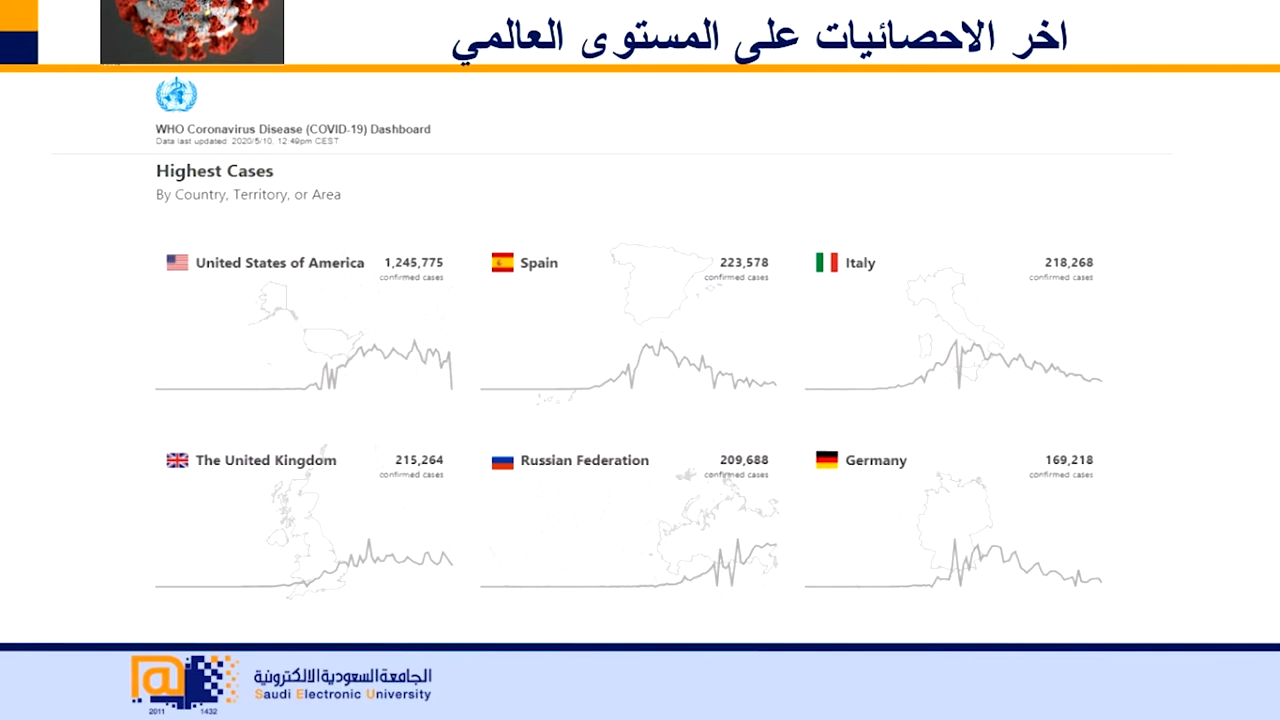 اخر الاحصائيات على المستوى العالمي
WHO Coronavirus Disease (COVID-19) Dashboard
Data last updated: 2020/5/10, 12:49pm CEST
Highest Cases
By Country, Territory, or Area
United States of America 1,245,775
confirmed cases
Spain 223,578
confirmed cases
Italy 218,268
confirmed cases
The United Kingdom 215,264
confirmed cases
Russian Federation 209,688
confirmed cases
Germany 169,218
confirmed cases
الجامعة السعودية الالكترونية
Saudi Electronic University
2011 1432